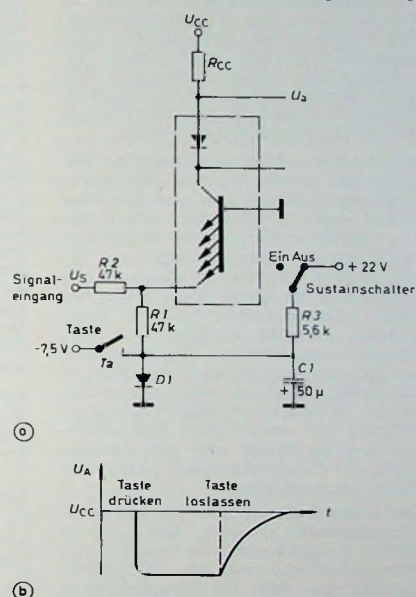 UCC
RCC
Ua
Ein Aus
+ 22 V
Sustainschalter
Signal-
eingang
US
R2
47k
R1
47k
R3
5,6 k
Taste
-7,5 V
Ta
D1
C1
+ 50 µ
a
UA
Taste
drücken
Taste
loslassen
UCC
t
b